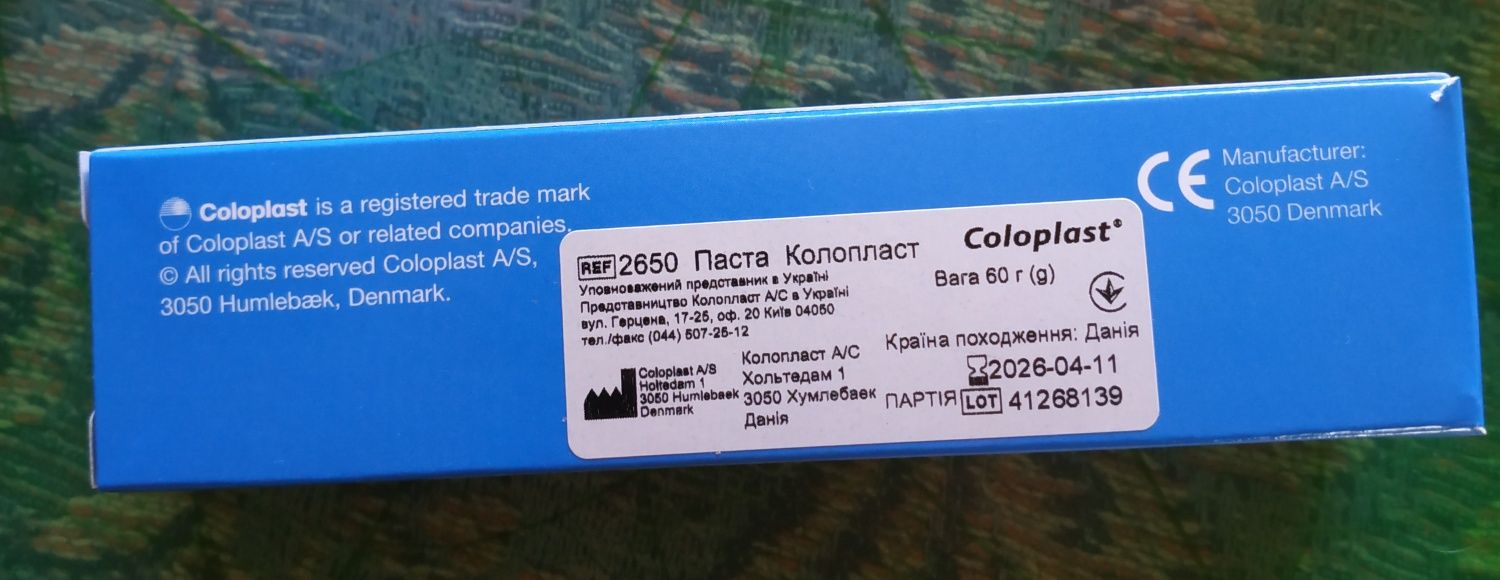 Coloplast is a registered trade mark
of Coloplast A/S or related companies.
© All rights reserved Coloplast A/S,
3050 Humlebæk, Denmark.
CE
Manufacturer:
Coloplast A/S
3050 Denmark
REF 2650 Паста Колопласт
Coloplast®
Уповноважений представник в Україні
Представництво Колопласт А/С в Україні
вул. Герцена, 17-25, оф. 20 Київ 04050
тел./факс (044) 507-25-12
Вага 60 г (g)
Coloplast A/S
Holtedam 1
3050 Humlebaek
Denmark
Колопласт А/С
Хольтедам 1
3050 Хумлебаек
Данія
Країна походження: Данія
2026-04-11
ПАРТІЯ LOT 41268139